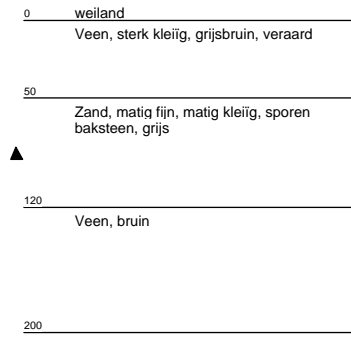 0 weiland
Veen, sterk kleiïg, grijsbruin, veraard
50
Zand, matig fijn, matig kleiïg, sporen
baksteen, grijs
120
Veen, bruin
200